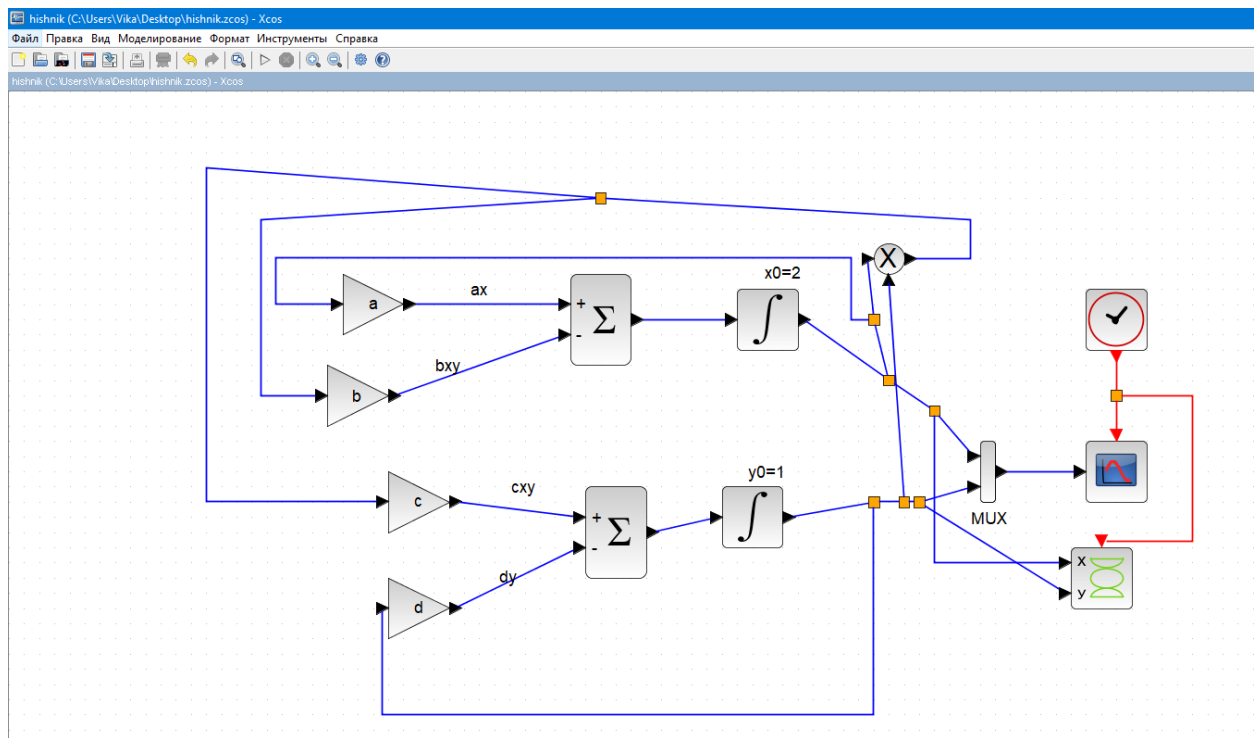 hishnik (C:\Users\Vika\Desktop\hishnik.zcos) - Xcos
Файл Правка Вид Моделирование Формат Инструменты Справка
hishnik (C:\Users\Vika\Desktop\hishnik.zcos) - Xcos
X
x0=2
a
ax
+
-
Σ
∫
b
bxy
y0=1
c
cxy
+
-
Σ
∫
MUX
d
dy
X
y